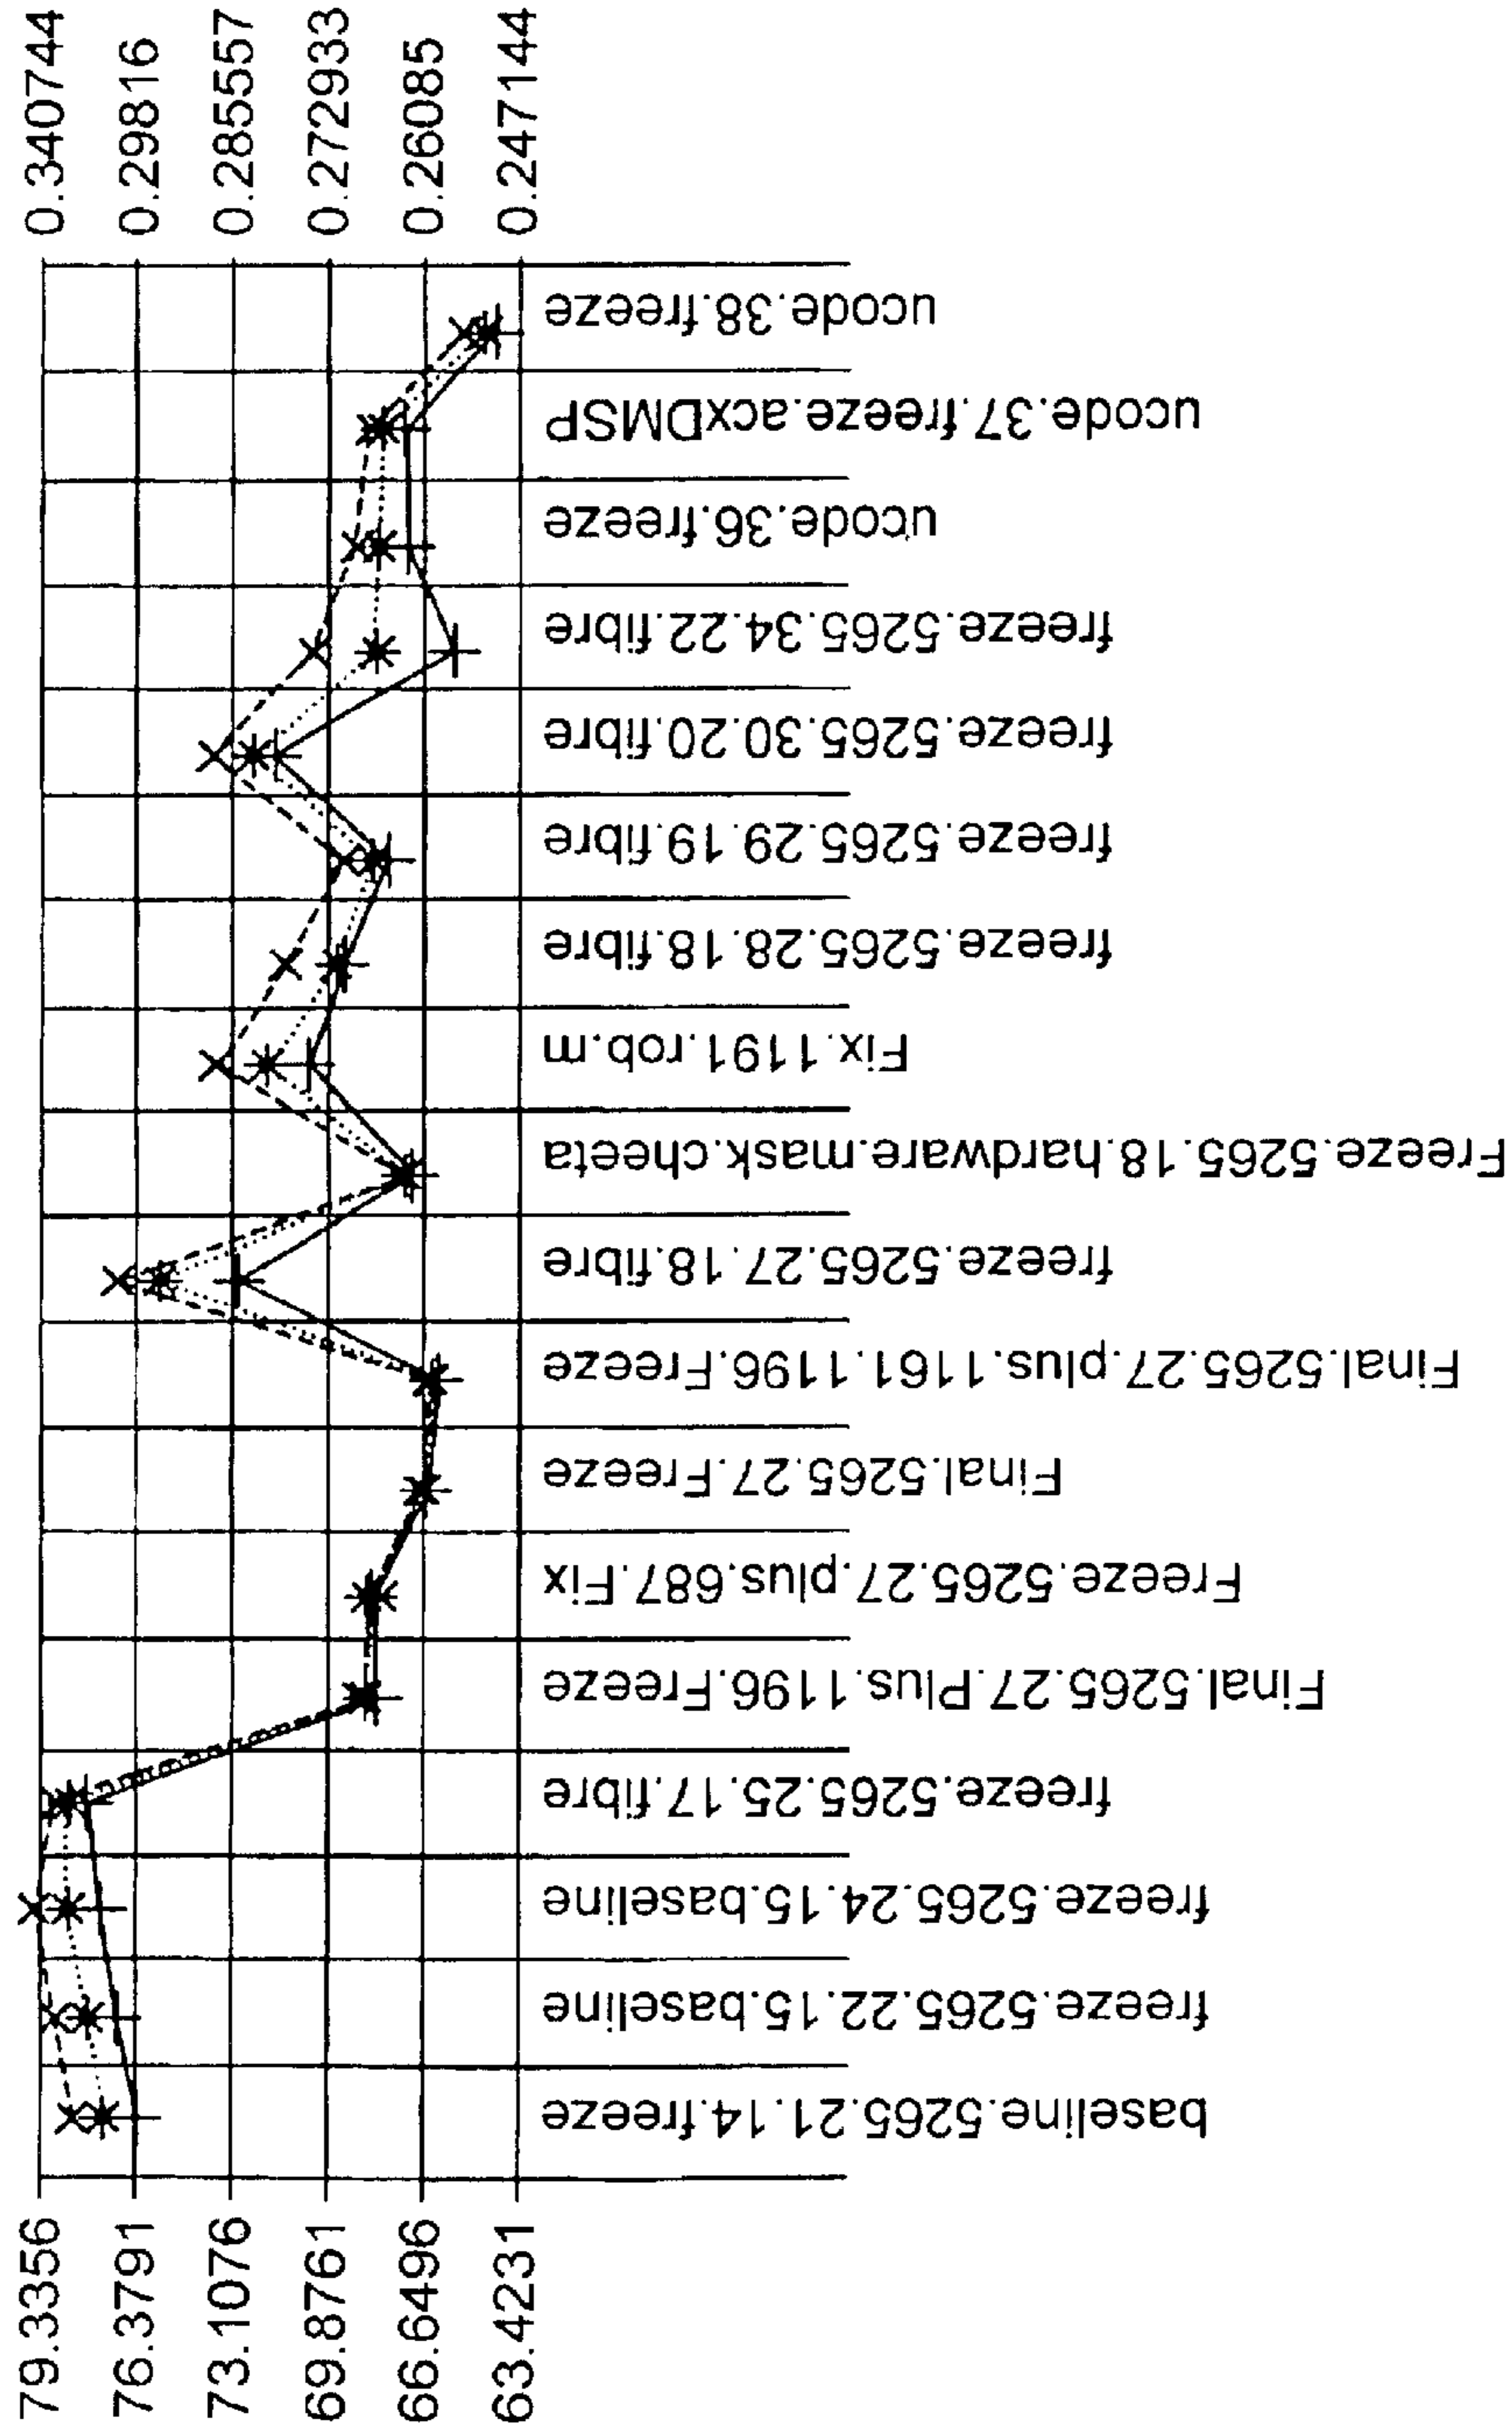 79.3356
76.3791
73.1076
69.8761
66.6496
63.4231
0.340744
0.29816
0.285557
0.272933
0.26085
0.247144
baseline.5265.21.14.freeze
freeze.5265.22.15.baseline
freeze.5265.24.15.baseline
freeze.5265.25.17.fibre
Final.5265.27.Plus.1196.Freeze
Freeze.5265.27.plus.687.Fix
Final.5265.27.Freeze
Final.5265.27.plus.1161.1196.Freeze
freeze.5265.27.18.fibre
Freeze.5265.18.hardware.mask.cheeta
Fix.1191.rob.m
freeze.5265.28.18.fibre
freeze.5265.29.19.fibre
freeze.5265.30.20.fibre
freeze.5265.34.22.fibre
ucode.36.freeze
ucode.37.freeze.acxDMSP
ucode.38.freeze